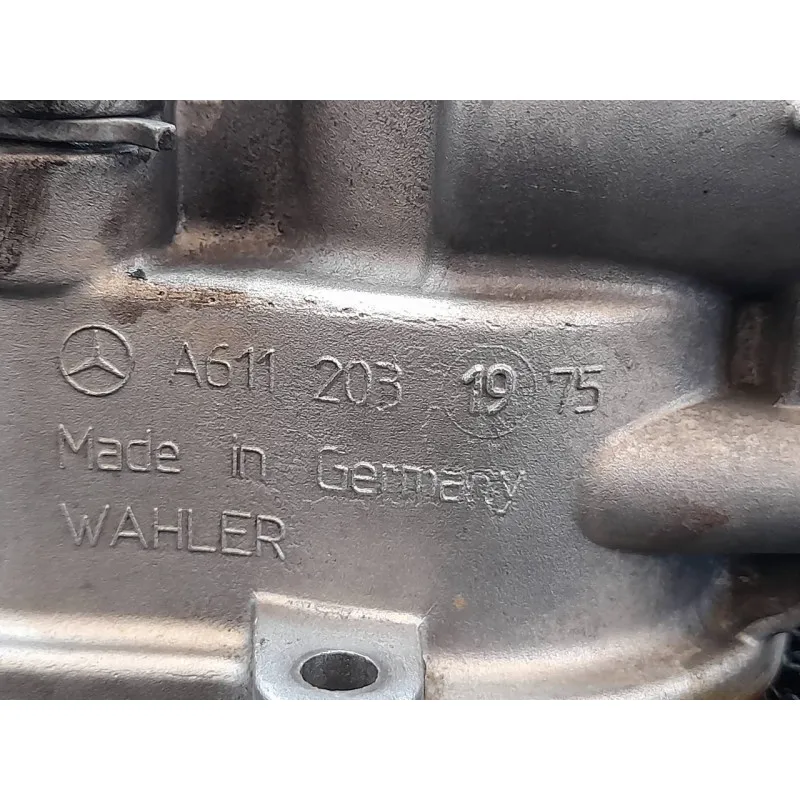 A611 203 19 75
Made in Germany
WAHLER